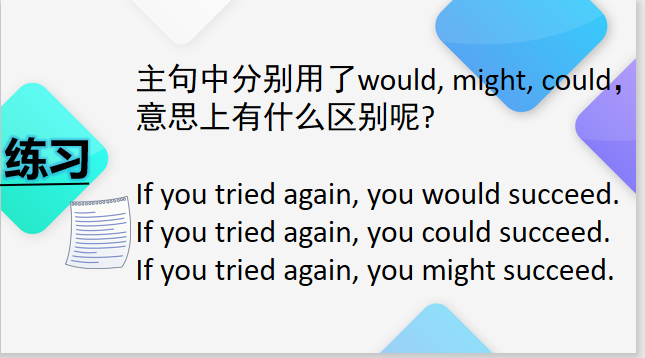 主句中分别用了would, might, could，
意思上有什么区别呢?
练习
If you tried again, you would succeed.
If you tried again, you could succeed.
If you tried again, you might succeed.